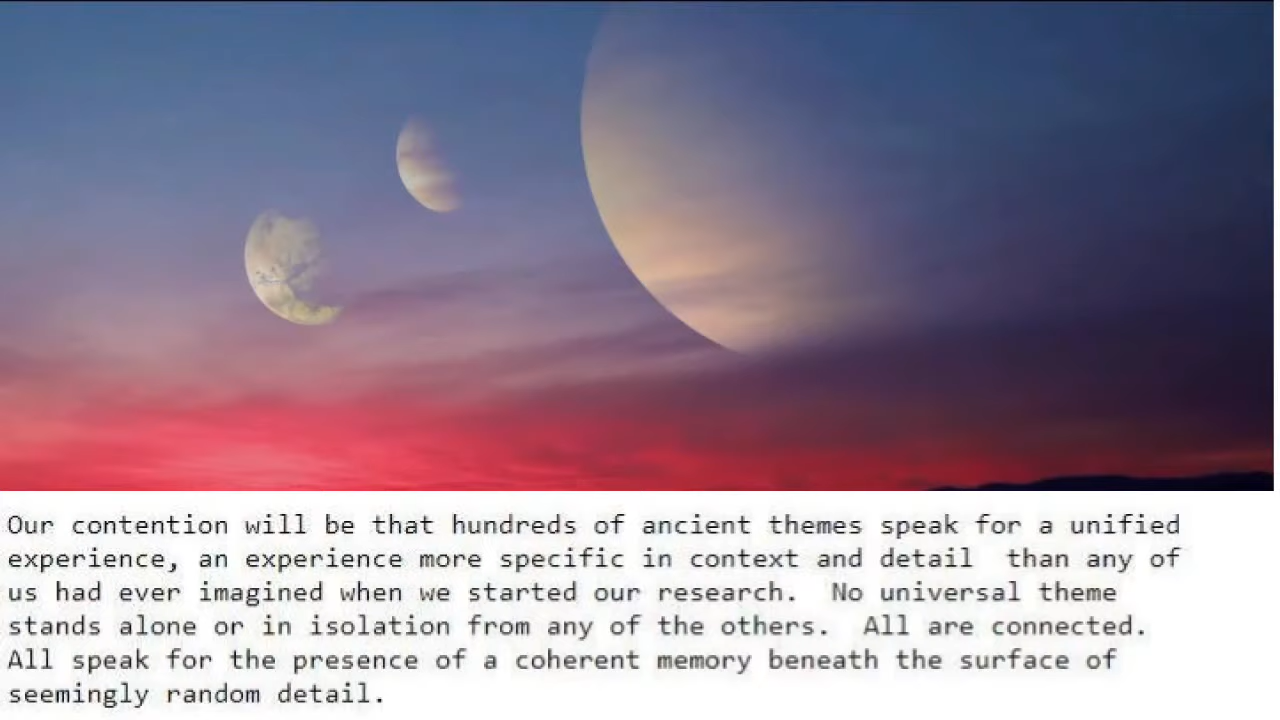 Our contention will be that hundreds of ancient themes speak for a unified
experience, an experience more specific in context and detail  than any of
us had ever imagined when we started our research.  No universal theme
stands alone or in isolation from any of the others.  All are connected.
All speak for the presence of a coherent memory beneath the surface of
seemingly random detail.